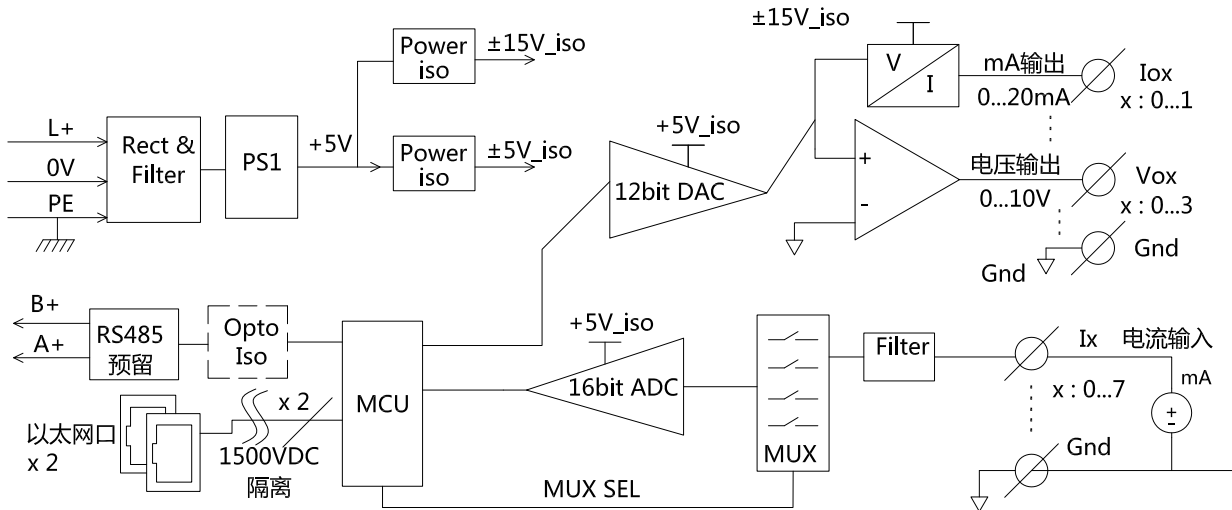 L+
0V
PE
Rect &
Filter
PS1
+5V
Power
iso
±15V_iso
Power
iso
±5V_iso
+5V_iso
12bit DAC
±15V_iso
V
I
mA输出
0...20mA
Iox
x : 0...1
+
-
电压输出
0...10V
Vox
x : 0...3
Gnd
Gnd
B+
A+
RS485
预留
Opto
Iso
以太网口
x 2
x 2
1500VDC
隔离
MCU
+5V_iso
16bit ADC
MUX
MUX SEL
Filter
Ix
电流输入
x : 0...7
mA
+
-
Gnd